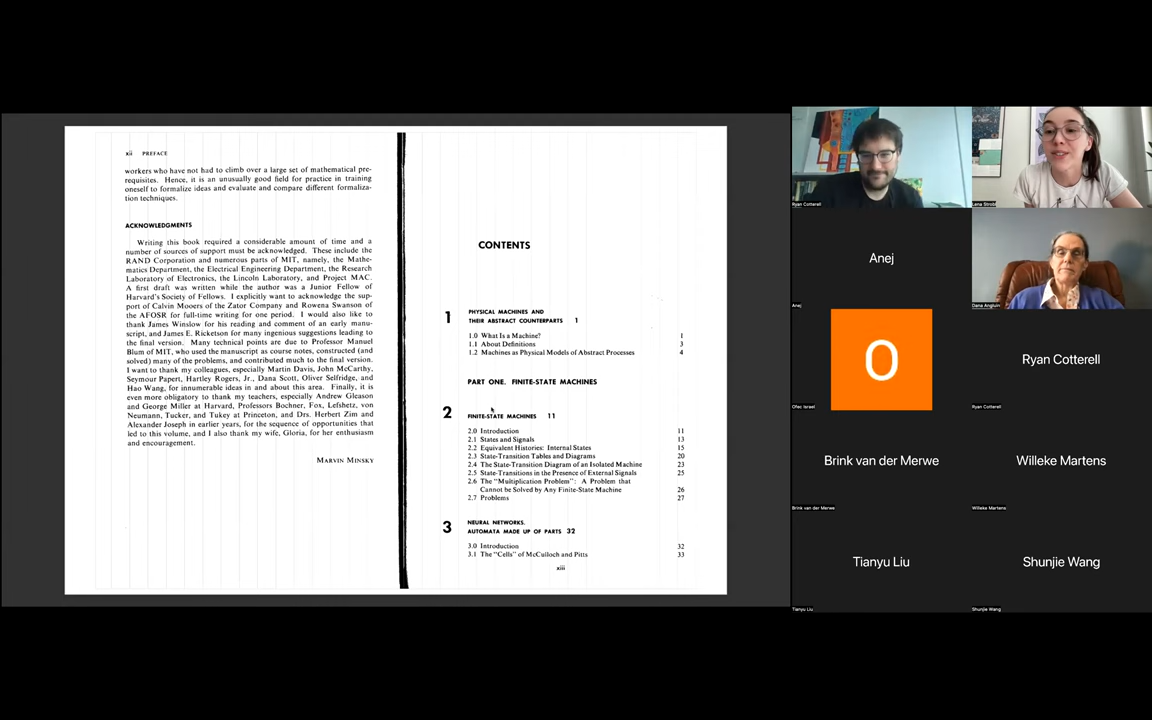 xii PREFACE
workers who have not had to climb over a large set of mathematical pre-
requisites. Hence, it is an unusually good field for practice in training
oneself to formalize ideas and evaluate and compare different formaliza-
tion techniques.
ACKNOWLEDGMENTS
Writing this book required a considerable amount of time and a
number of sources of support must be acknowledged. These include the
RAND Corporation and numerous parts of MIT, namely, the Mathe-
matics Department, the Electrical Engineering Department, the Research
Laboratory of Electronics, the Lincoln Laboratory, and Project MAC.
A first draft was written while the author was a Junior Fellow of
Harvard's Society of Fellows. I explicitly want to acknowledge the sup-
port of Calvin Mooers of the Zator Company and Rowena Swanson of
the AFOSR for full-time writing for one period. I would also like to
thank James Winslow for his reading and comment of an early manu-
script, and James E. Ricketson for many ingenious suggestions leading to
the final version. Many technical points are due to Professor Manuel
Blum of MIT, who used the manuscript as course notes, constructed (and
solved) many of the problems, and contributed much to the final version.
I want to thank my colleagues, especially Martin Davis, John McCarthy,
Seymour Papert, Hartley Rogers, Jr., Dana Scott, Oliver Selfridge, and
Hao Wang, for innumerable ideas in and about this area. Finally, it is
even more obligatory to thank my teachers, especially Andrew Gleason
and George Miller at Harvard, Professors Bochner, Fox, Lefshetz, von
Neumann, Tucker, and Tukey at Princeton, and Drs. Herbert Zim and
Alexander Joseph in earlier years, for the sequence of opportunities that
led to this volume, and I also thank my wife, Gloria, for her enthusiasm
and encouragement.
MARVIN MINSKY
CONTENTS
1 PHYSICAL MACHINES AND
THEIR ABSTRACT COUNTERPARTS 1
1.0 What Is a Machine? 1
1.1 About Definitions 3
1.2 Machines as Physical Models of Abstract Processes 4
PART ONE. FINITE-STATE MACHINES
2 FINITE-STATE MACHINES 11
2.0 Introduction 11
2.1 States and Signals 13
2.2 Equivalent Histories: Internal States 15
2.3 State-Transition Tables and Diagrams 20
2.4 The State-Transition Diagram of an Isolated Machine 23
2.5 State-Transitions in the Presence of External Signals 25
2.6 The "Multiplication Problem": A Problem that
Cannot be Solved by Any Finite-State Machine 26
2.7 Problems 27
3 NEURAL NETWORKS.
AUTOMATA MADE UP OF PARTS 32
3.0 Introduction 32
3.1 The "Cells" of McCulloch and Pitts 33
xiii
Ryan Cotterell
Lena Strobl
Anej
Anej
Dana Angluin
O
Ofec Israel
Ryan Cotterell
Ryan Cotterell
Brink van der Merwe
Brink van der Merwe
Willeke Martens
Willeke Martens
Tianyu Liu
Tianyu Liu
Shunjie Wang
Shunjie Wang